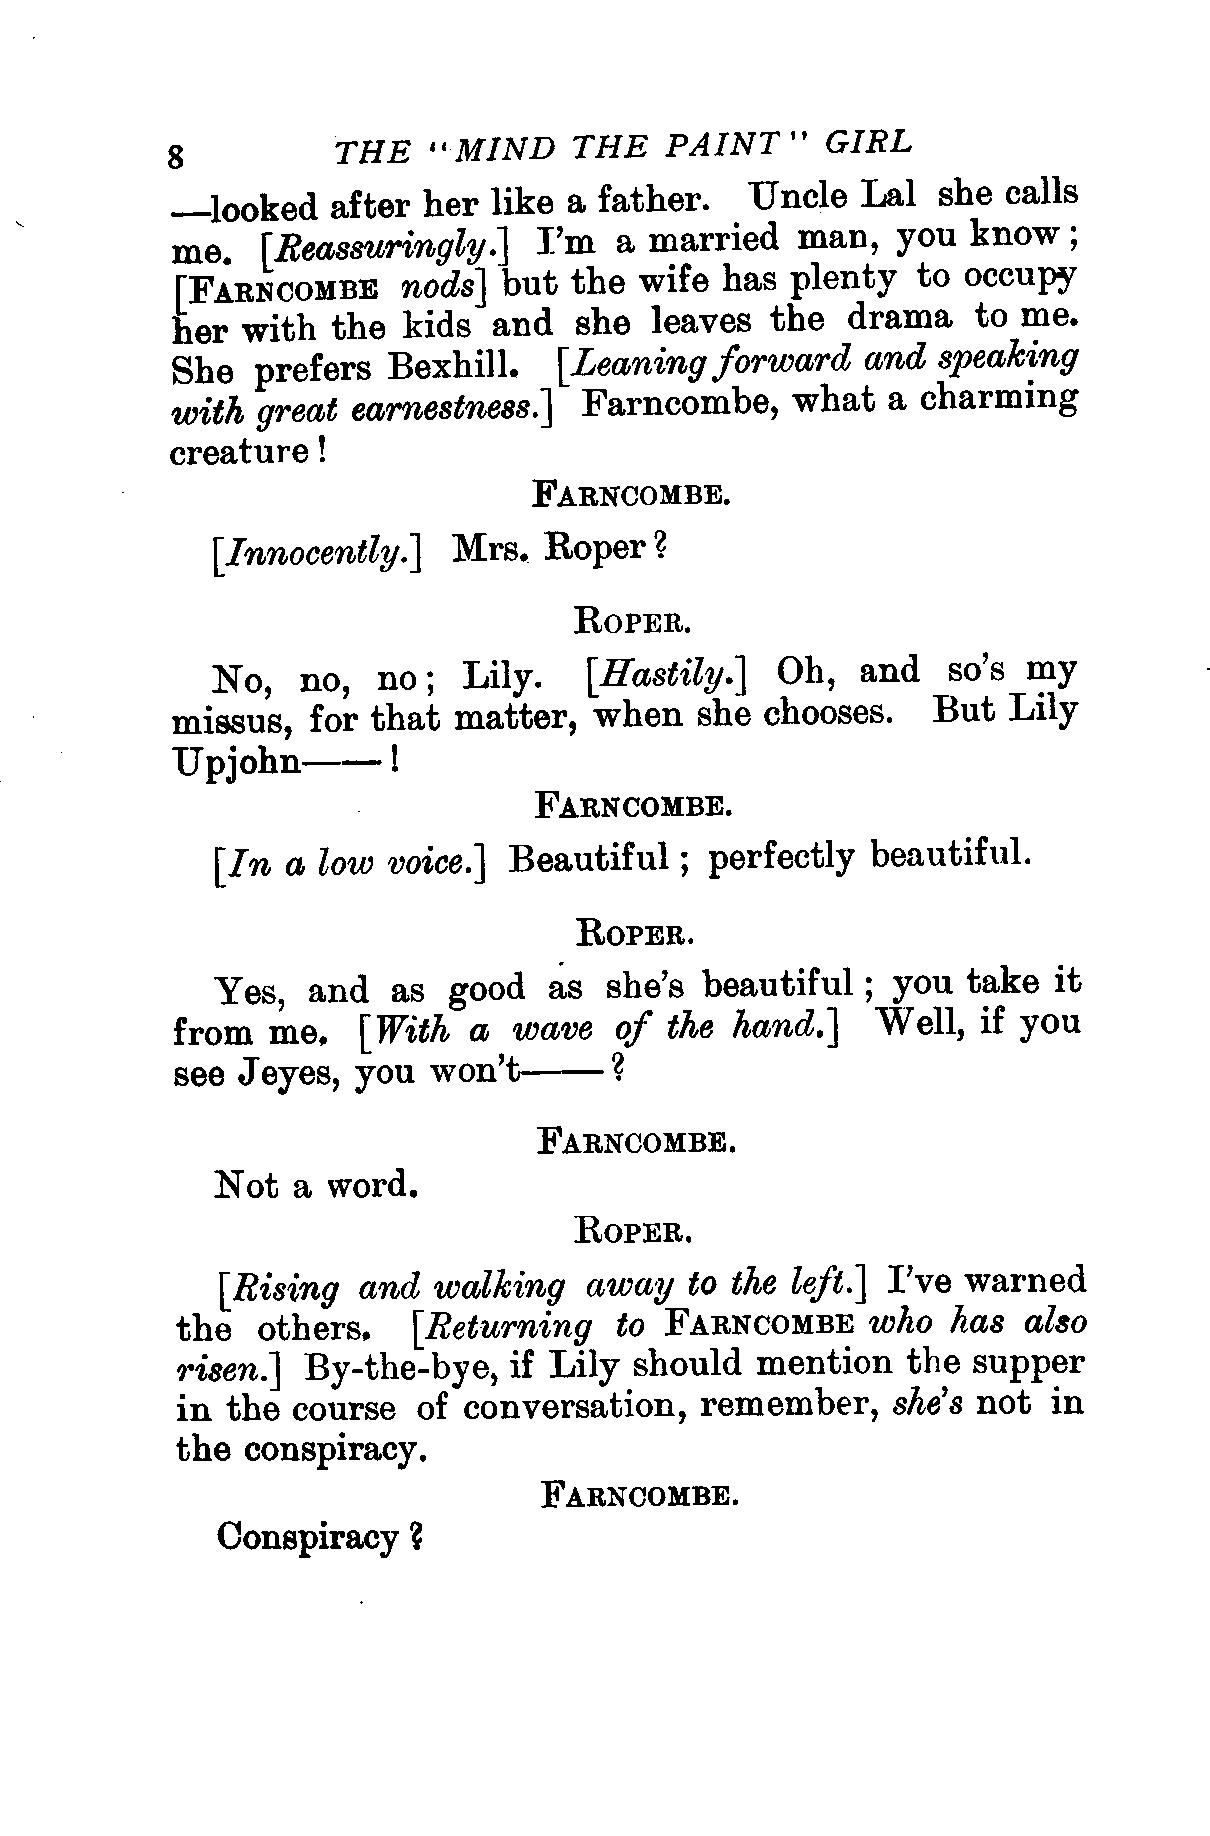 8 THE "MIND THE PAINT" GIRL
—looked after her like a father. Uncle Lal she calls
me. [Reassuringly.] I'm a married man, you know;
[FARNCOMBE nods] but the wife has plenty to occupy
her with the kids and she leaves the drama to me.
She prefers Bexhill. [Leaning forward and speaking
with great earnestness.] Farncombe, what a charming
creature!
FARNCOMBE.
[Innocently.] Mrs. Roper?
ROPER.
No, no, no; Lily. [Hastily.] Oh, and so's my
missus, for that matter, when she chooses. But Lily
Upjohn——!
FARNCOMBE.
[In a low voice.] Beautiful; perfectly beautiful.
ROPER.
Yes, and as good as she's beautiful; you take it
from me. [With a wave of the hand.] Well, if you
see Jeyes, you won't——?
FARNCOMBE.
Not a word.
ROPER.
[Rising and walking away to the left.] I've warned
the others. [Returning to FARNCOMBE who has also
risen.] By-the-bye, if Lily should mention the supper
in the course of conversation, remember, she's not in
the conspiracy.
FARNCOMBE.
Conspiracy?